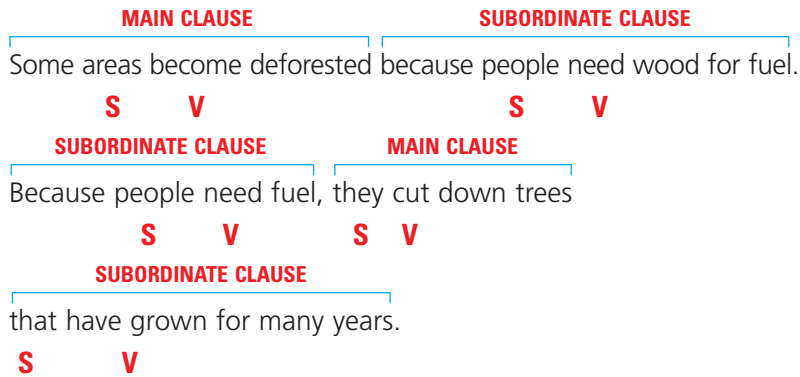 MAIN CLAUSE SUBORDINATE CLAUSE
Some areas become deforested because people need wood for fuel.
S V S V
SUBORDINATE CLAUSE MAIN CLAUSE
Because people need fuel, they cut down trees
S V S V
SUBORDINATE CLAUSE
that have grown for many years.
S V